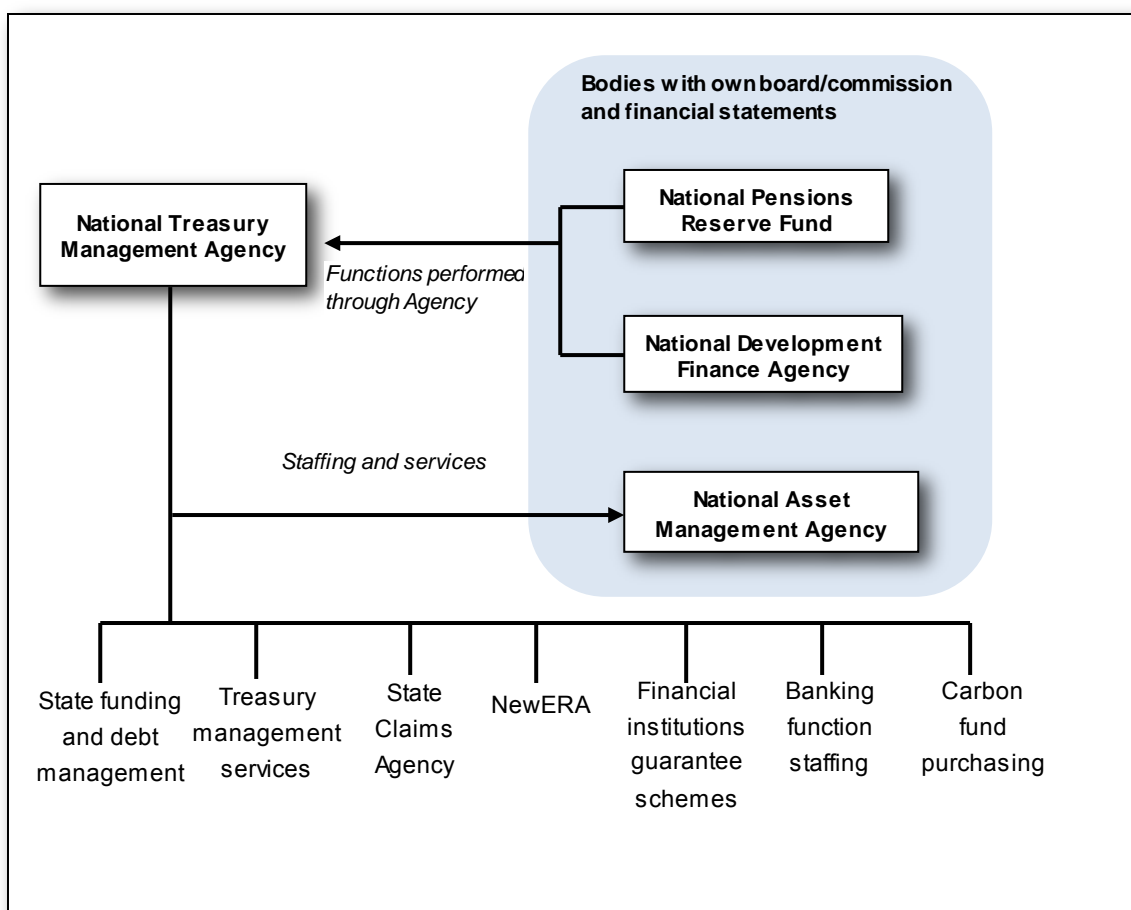 Bodies with own board/commission
and financial statements
National Treasury
Management Agency
National Pensions
Reserve Fund
Functions performed
through Agency
National Development
Finance Agency
Staffing and services
National Asset
Management Agency
State funding
and debt
management
Treasury
management
services
State
Claims
Agency
NewERA
Financial
institutions
guarantee
schemes
Banking
function
staffing
Carbon
fund
purchasing